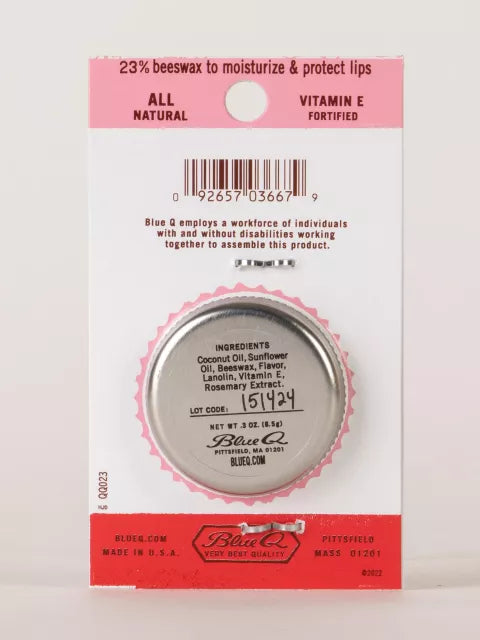 23% beeswax to moisturize & protect lips
ALL
NATURAL
VITAMIN E
FORTIFIED
0 92657 03667 9
Blue Q employs a workforce of individuals
with and without disabilities working
together to assemble this product.
INGREDIENTS
Coconut Oil, Sunflower
Oil, Beeswax, Flavor,
Lanolin, Vitamin E,
Rosemary Extract.
LOT CODE: 151424
NET WT .3 OZ. (8.5g)
Blue Q
PITTSFIELD, MA 01201
BLUEQ.COM
QQ023
BLUEQ.COM
MADE IN U.S.A.
Blue Q
VERY BEST QUALITY
PITTSFIELD
MASS 01201
©2022